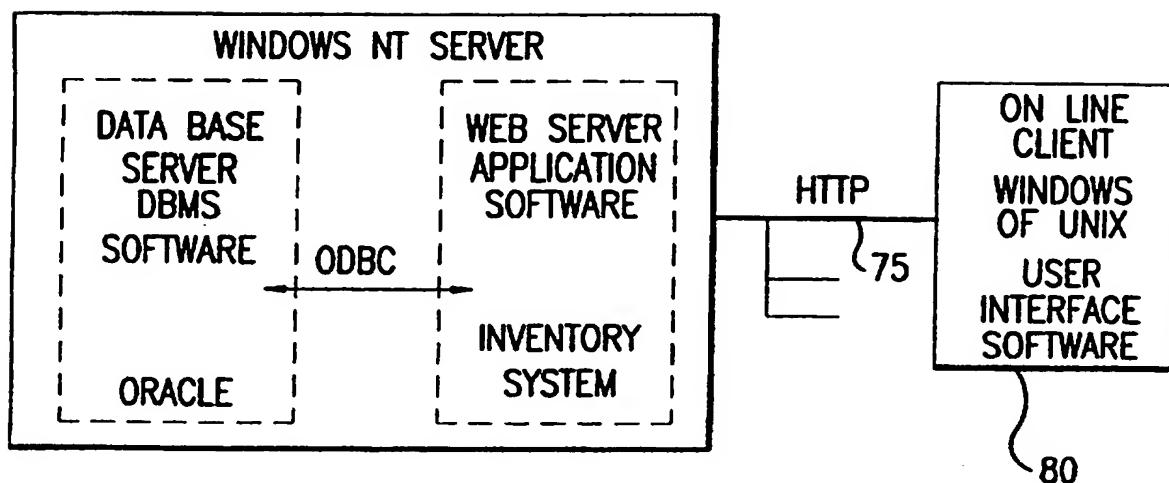 WINDOWS NT SERVER
DATA BASE
SERVER
DBMS
SOFTWARE
ORACLE
ODBC
WEB SERVER
APPLICATION
SOFTWARE
INVENTORY
SYSTEM
HTTP
75
ON LINE
CLIENT
WINDOWS
OF UNIX
USER
INTERFACE
SOFTWARE
80